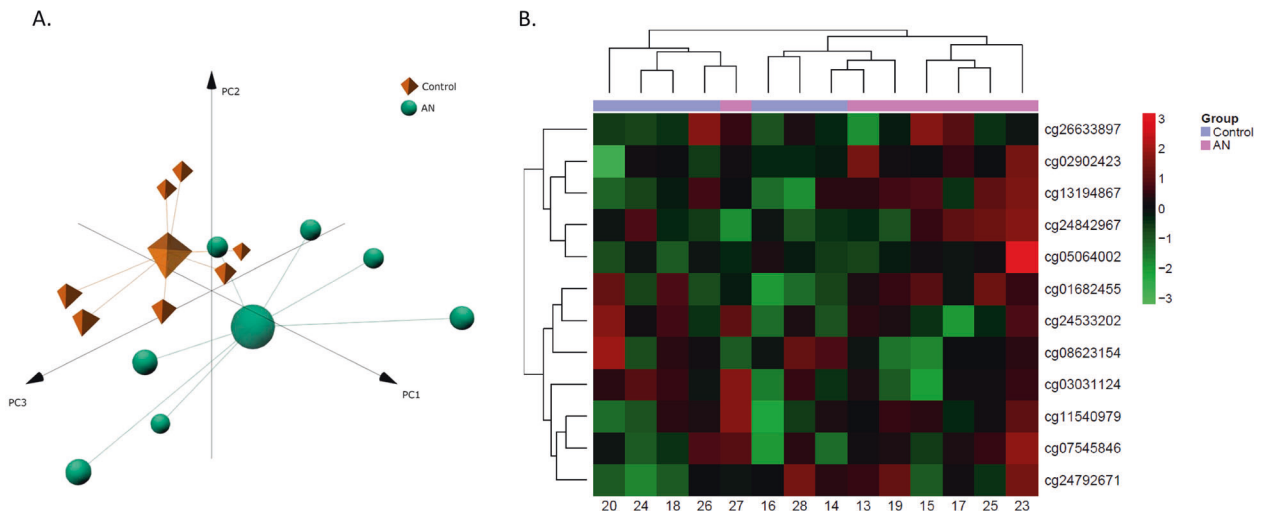 A.
PC2
Control
AN
PC3
PC1
B.
cg26633897
cg02902423
cg13194867
cg24842967
cg05064002
cg01682455
cg24533202
cg08623154
cg03031124
cg11540979
cg07545846
cg24792671
20 24 18 26 27 16 28 14 13 19 15 17 25 23
3
2
1
0
−1
−2
−3
Group
Control
AN